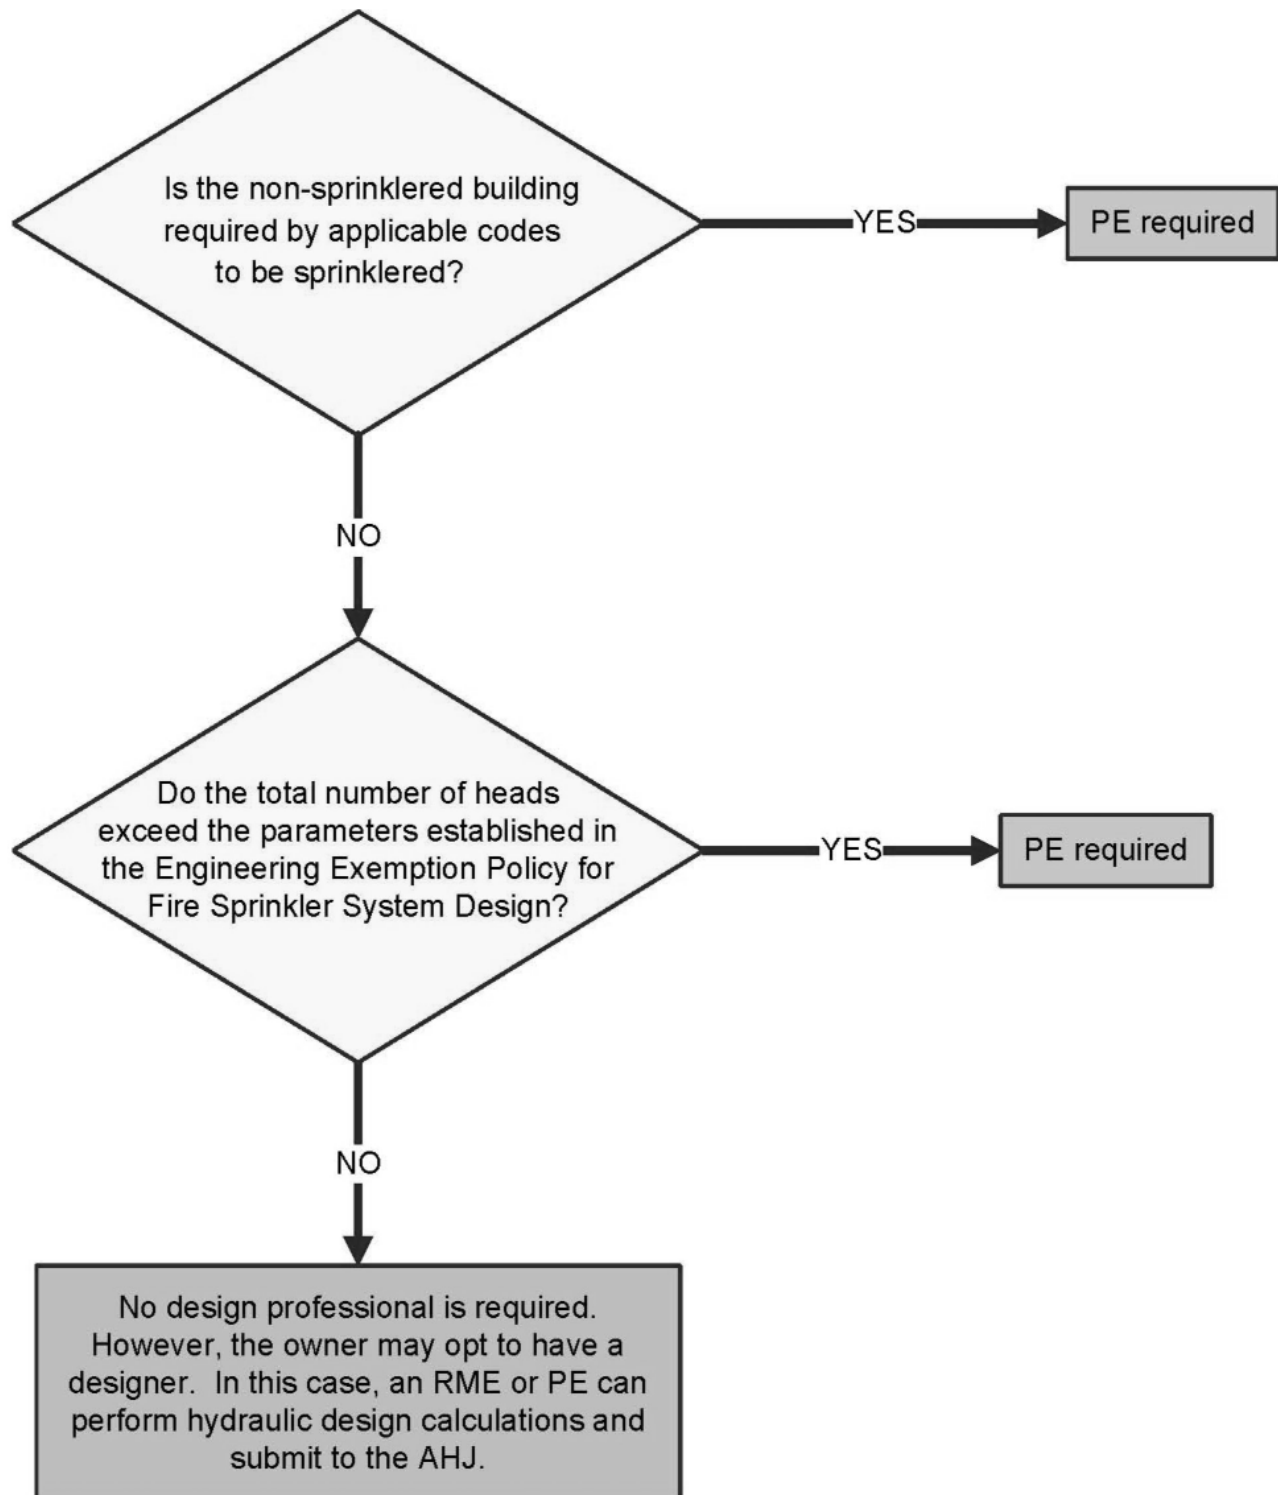 Is the non-sprinklered building
required by applicable codes
to be sprinklered?
YES
PE required
NO
Do the total number of heads
exceed the parameters established in
the Engineering Exemption Policy for
Fire Sprinkler System Design?
YES
PE required
NO
No design professional is required.
However, the owner may opt to have a
designer. In this case, an RME or PE can
perform hydraulic design calculations and
submit to the AHJ.